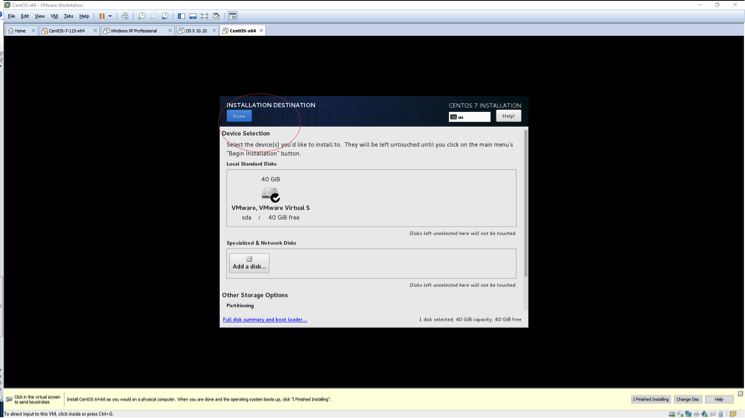 CentOS-x64 - VMware Workstation
File Edit View VM Tabs Help
Home CentOS-7-115-x64 Windows XP Professional OS X 10.10 CentOS-x64
INSTALLATION DESTINATION
CENTOS 7 INSTALLATION
Done
us
Help!
Device Selection
Select the device(s) you'd like to install to. They will be left untouched until you click on the main menu's
"Begin Installation" button.
Local Standard Disks
40 GiB
VMware, VMware Virtual S
sda / 40 GiB free
Disks left unselected here will not be touched.
Specialized & Network Disks
Add a disk...
Disks left unselected here will not be touched.
Other Storage Options
Partitioning
Full disk summary and boot loader...
1 disk selected; 40 GiB capacity; 40 GiB free
Click in the virtual screen
to send keystrokes
Install CentOS 64-bit as you would on a physical computer. When you are done and the operating system boots up, click "I Finished Installing".
I Finished Installing
Change Disc
Help
To direct input to this VM, click inside or press Ctrl+G.